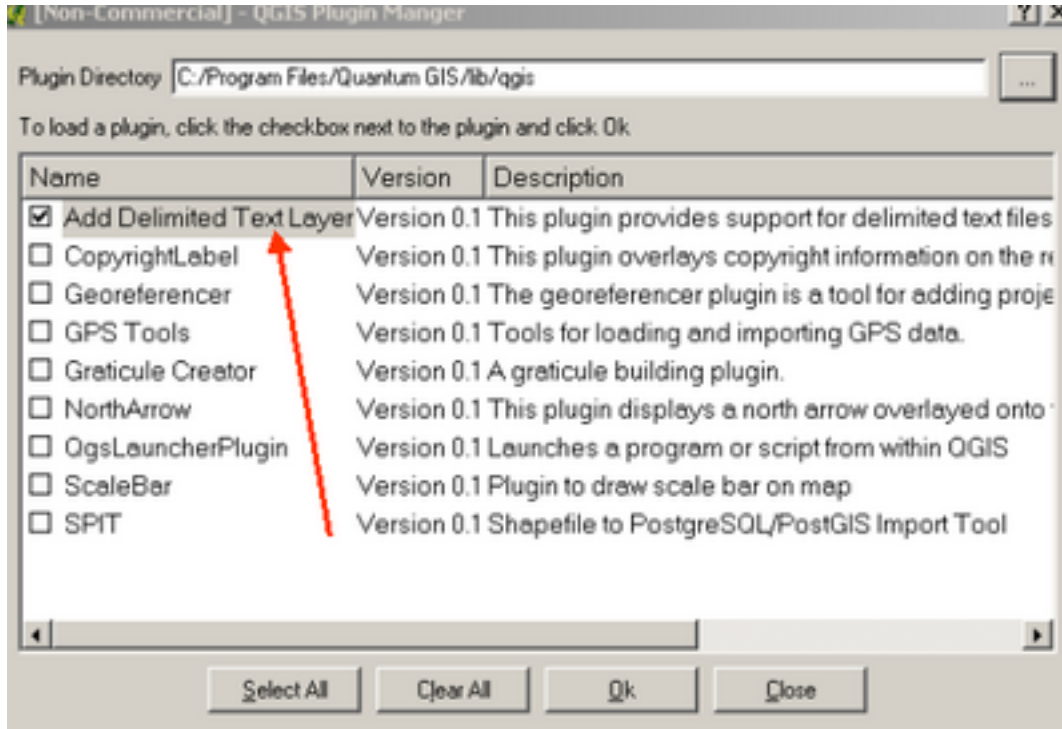 [Non-Commercial] - QGIS Plugin Manger
Plugin Directory C:/Program Files/Quantum GIS/lib/qgis ...
To load a plugin, click the checkbox next to the plugin and click Ok
Name Version Description
Add Delimited Text Layer Version 0.1 This plugin provides support for delimited text files
CopyrightLabel Version 0.1 This plugin overlays copyright information on the
Georeferencer Version 0.1 The georeferencer plugin is a tool for adding proje
GPS Tools Version 0.1 Tools for loading and importing GPS data.
Graticule Creator Version 0.1 A graticule building plugin.
NorthArrow Version 0.1 This plugin displays a north arrow overlayed onto
QgsLauncherPlugin Version 0.1 Launches a program or script from within QGIS
ScaleBar Version 0.1 Plugin to draw scale bar on map
SPIT Version 0.1 Shapefile to PostgreSQL/PostGIS Import Tool
Select All Clear All Ok Close